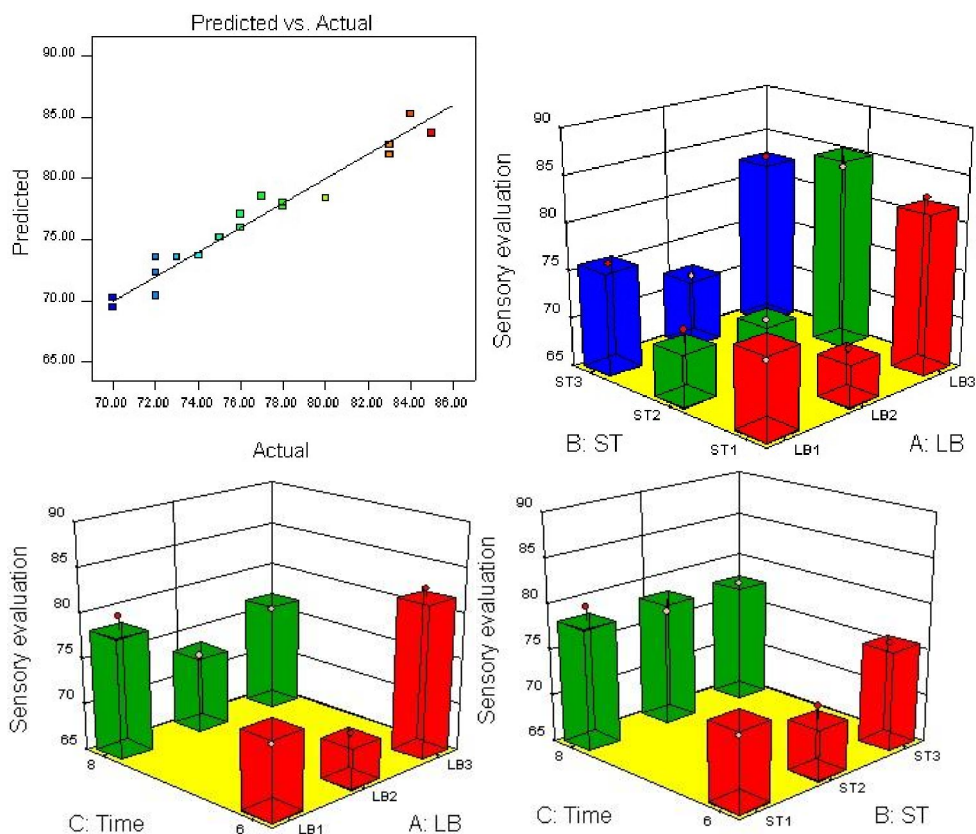 Predicted vs. Actual
90.00
85.00
80.00
75.00
70.00
65.00
Predicted
70.00 72.00 74.00 76.00 78.00 80.00 82.00 84.00 86.00
Actual
90
85
80
75
70
65
Sensory evaluation
ST3
ST2
ST1
LB1
LB2
LB3
B: ST
A: LB
90
85
80
75
70
65
Sensory evaluation
8
6
LB1
LB2
LB3
C: Time
A: LB
90
85
80
75
70
65
Sensory evaluation
8
6
ST1
ST2
ST3
C: Time
B: ST